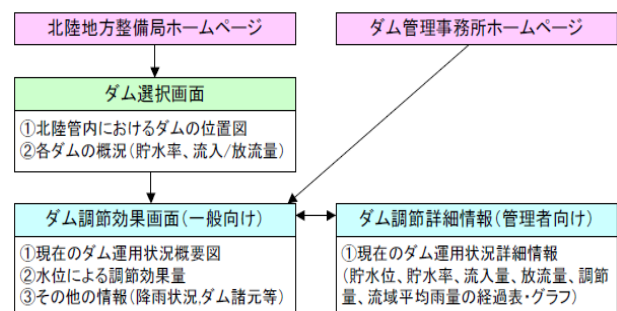 北陸地方整備局ホームページ
ダム管理事務所ホームページ
ダム選択画面
①北陸管内におけるダムの位置図
②各ダムの概況(貯水率、流入/放流量)
ダム調節効果画面(一般向け)
①現在のダム運用状況概要図
②水位による調節効果量
③その他の情報(降雨状況,ダム諸元等)
ダム調節詳細情報(管理者向け)
①現在のダム運用状況詳細情報
(貯水位、貯水率、流入量、放流量、調節
量、流域平均雨量の経過表・グラフ)